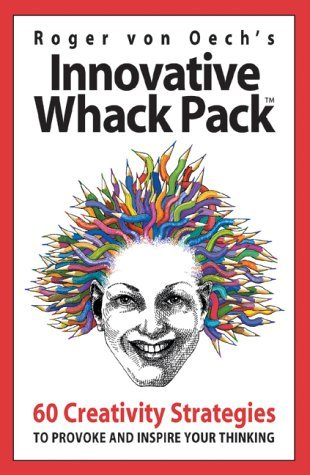 Roger von Oech's
Innovative
Whack Pack™
60 Creativity Strategies
TO PROVOKE AND INSPIRE YOUR THINKING